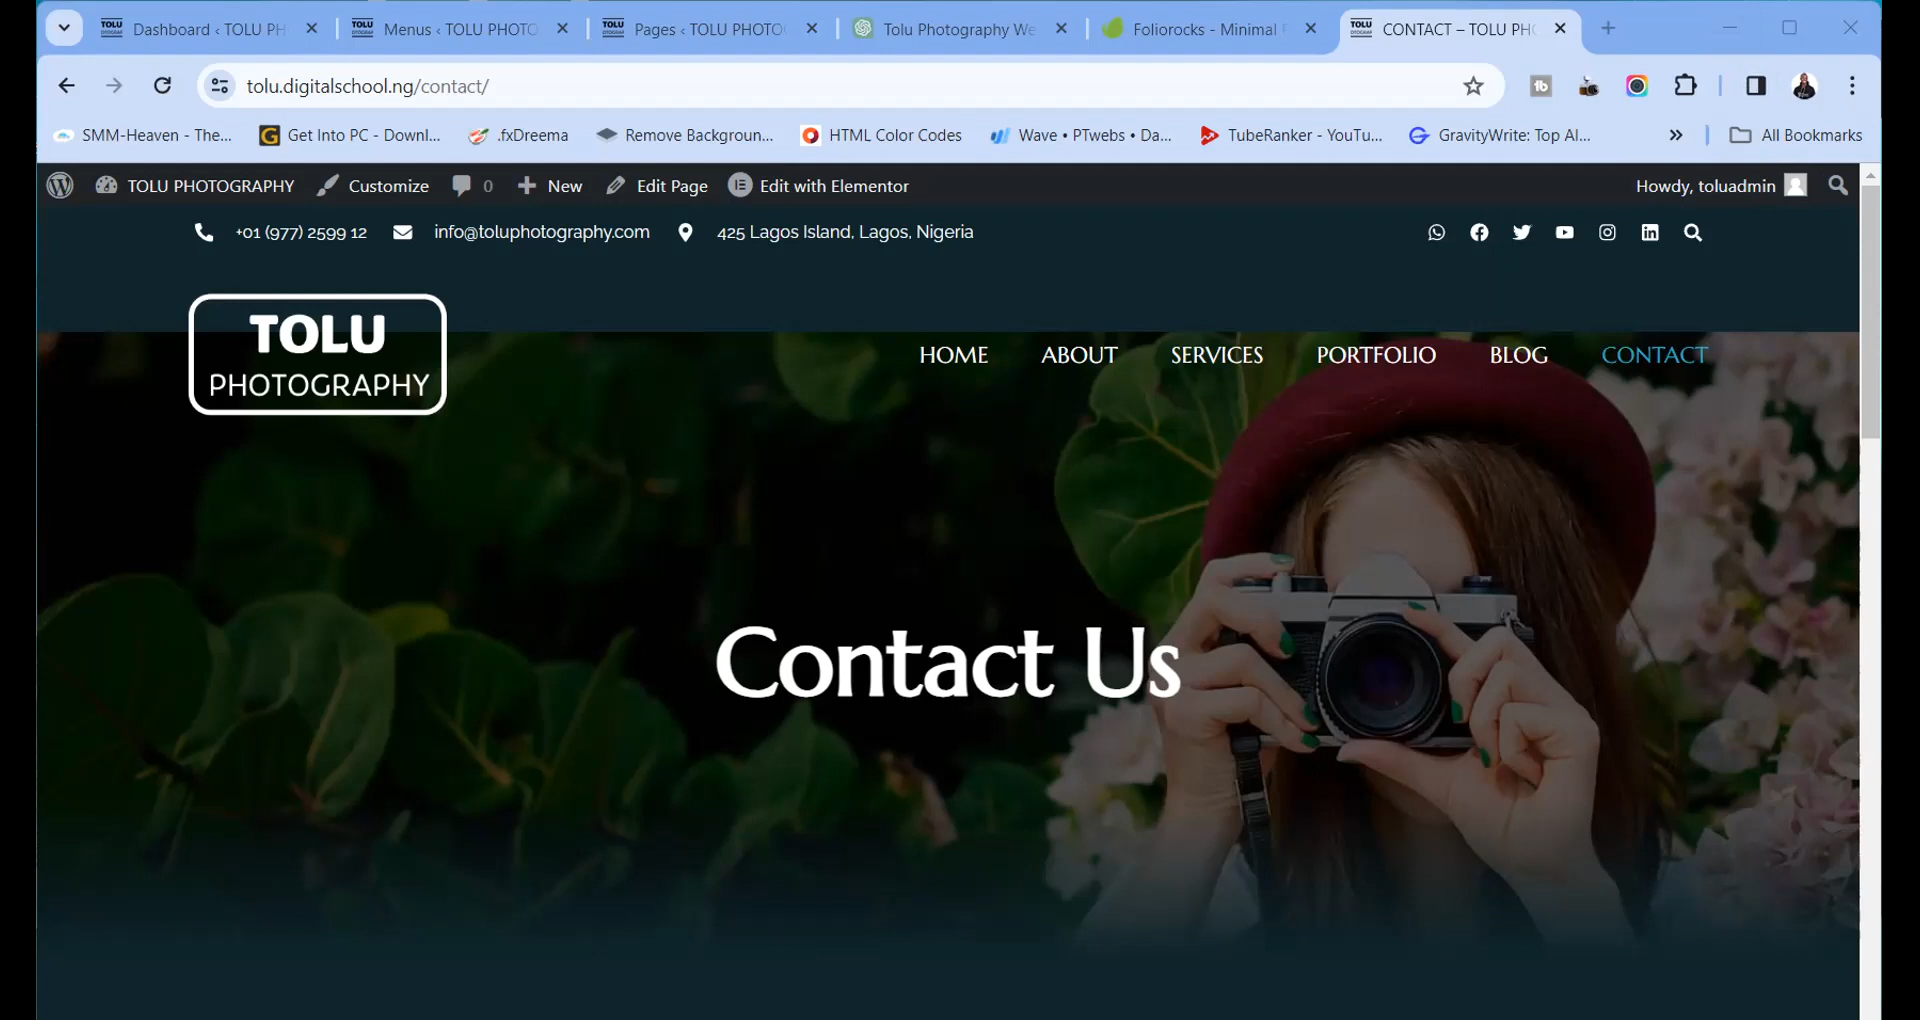 Dashboard ‹ TOLU PH
Menus ‹ TOLU PHOTO
Pages ‹ TOLU PHOTO
Tolu Photography We
Foliorocks - Minimal
CONTACT – TOLU PH
tolu.digitalschool.ng/contact/
SMM-Heaven - The...
Get Into PC - Downl...
.fxDreema
Remove Backgroun...
HTML Color Codes
Wave • PTwebs • Da...
TubeRanker - YouTu...
GravityWrite: Top AI...
»
All Bookmarks
TOLU PHOTOGRAPHY
Customize
0
New
Edit Page
Edit with Elementor
Howdy, toluadmin
+01 (977) 2599 12
info@toluphotography.com
425 Lagos Island, Lagos, Nigeria
TOLU
PHOTOGRAPHY
HOME
ABOUT
SERVICES
PORTFOLIO
BLOG
CONTACT
Contact Us